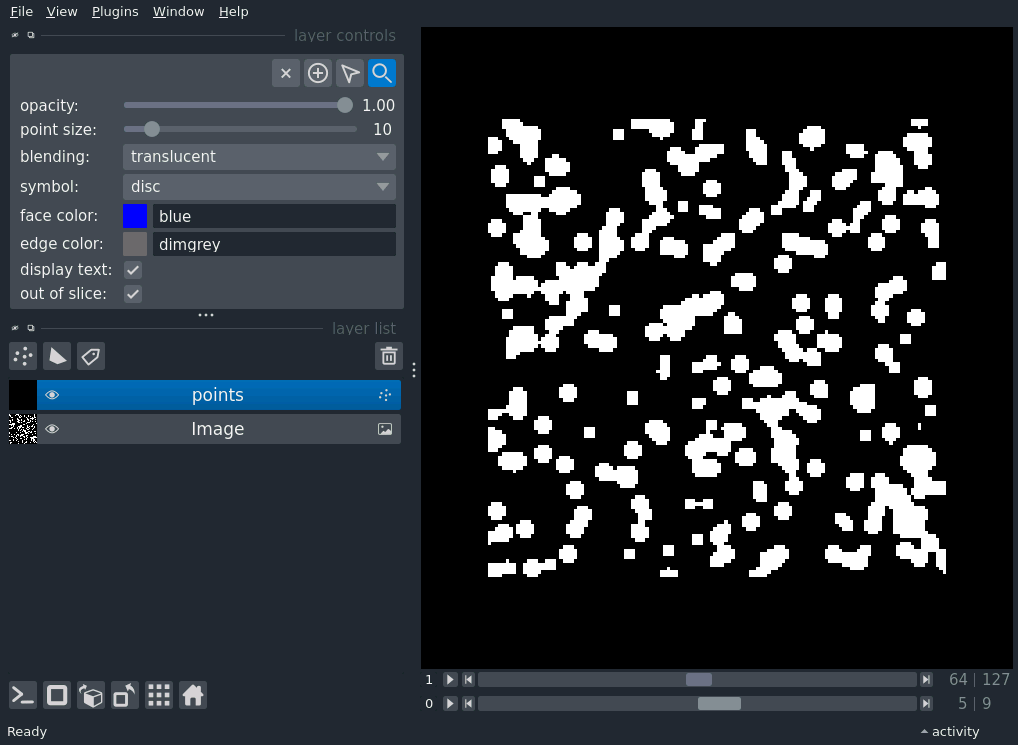 File View Plugins Window Help
layer controls
opacity: 1.00
point size: 10
blending: translucent
symbol: disc
face color: blue
edge color: dimgrey
display text:
out of slice:
layer list
points
Image
1 64 | 127
0 5 | 9
Ready activity